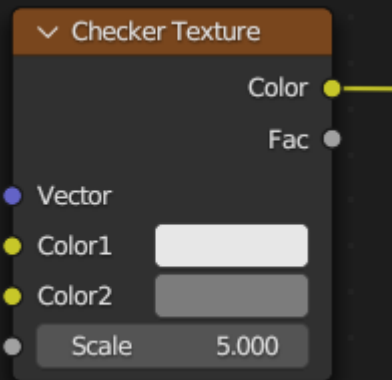 Checker Texture
Color
Fac
Vector
Color1
Color2
Scale 5.000